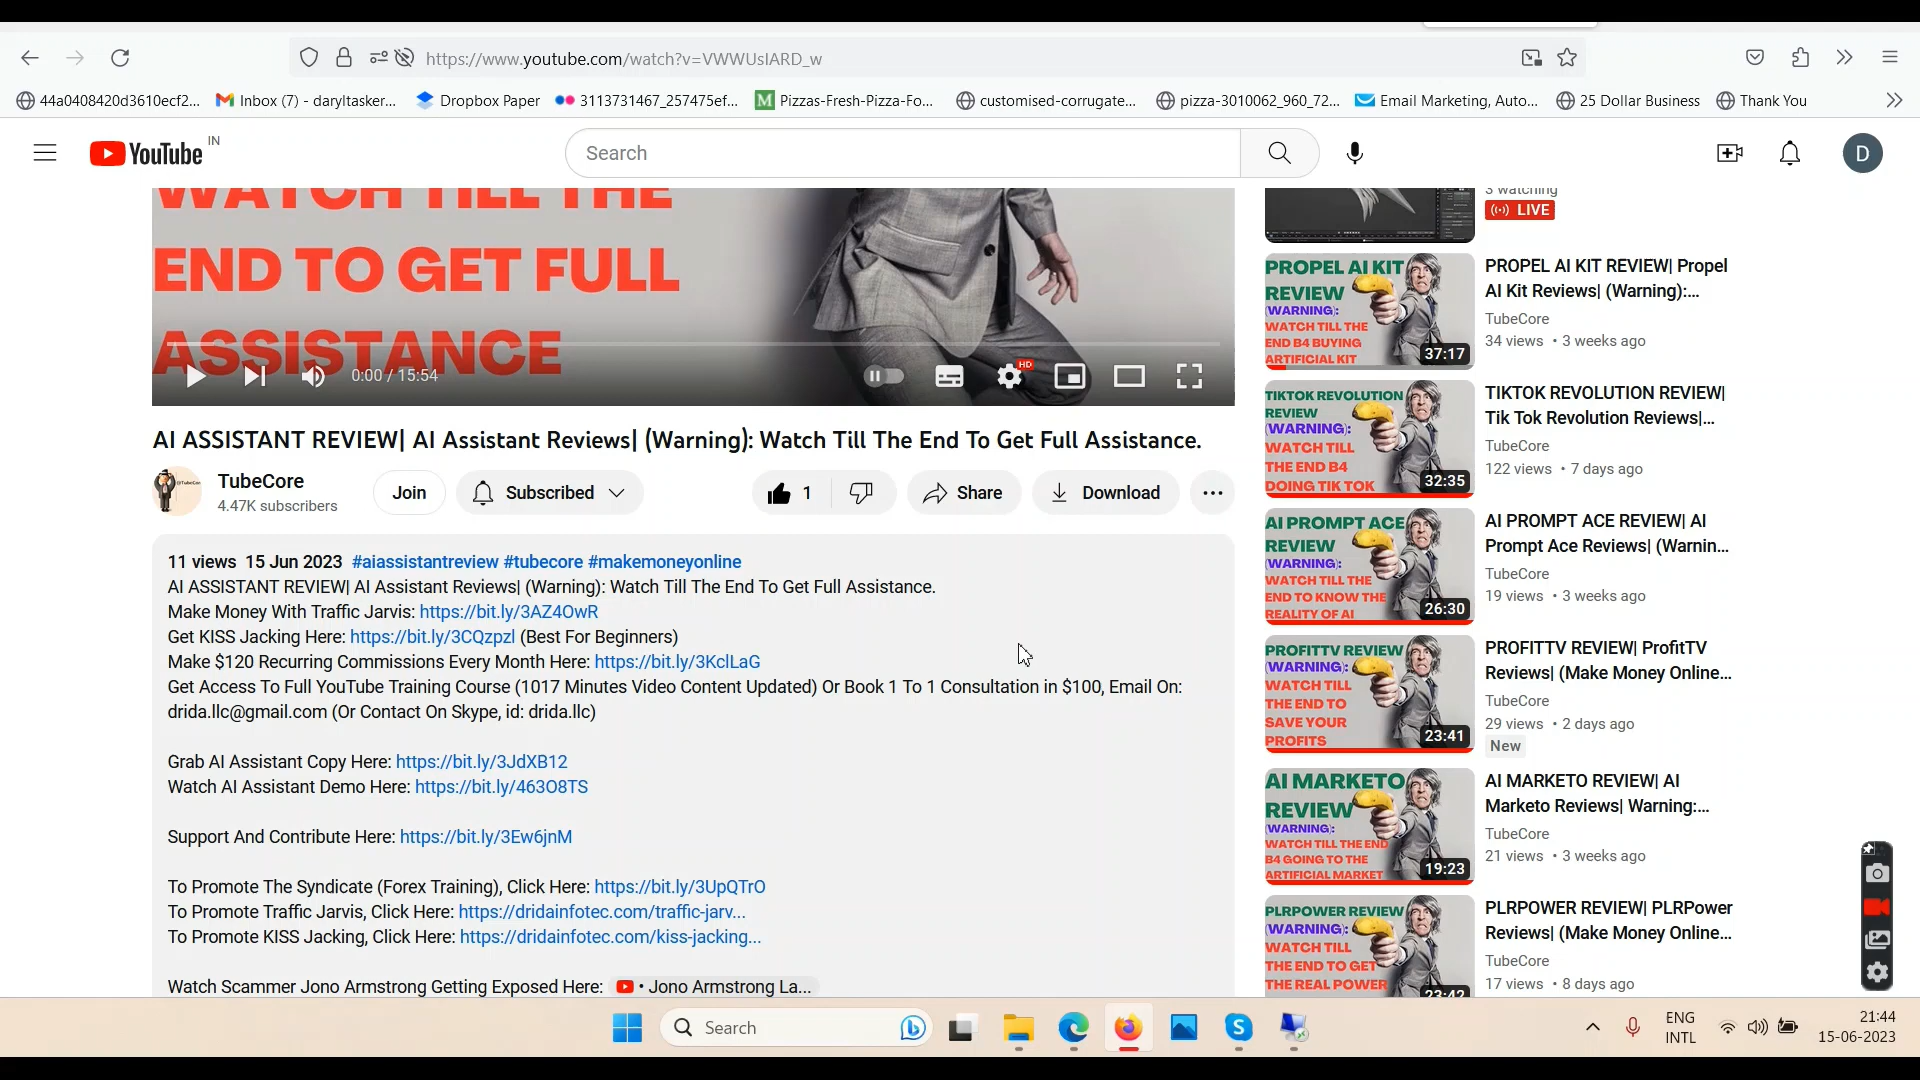 https://www.youtube.com/watch?v=VWWUsIARD_w
44a0408420d3610ecf2...
Inbox (7) - daryltasker...
Dropbox Paper
3113731467_257475ef...
Pizzas-Fresh-Pizza-Fo...
customised-corrugate...
pizza-3010062_960_72...
Email Marketing, Auto...
25 Dollar Business
Thank You
YouTube IN
Search
D
WATCH TILL THE
END TO GET FULL
ASSISTANCE
0:00 / 15:54
HD
AI ASSISTANT REVIEW| AI Assistant Reviews| (Warning): Watch Till The End To Get Full Assistance.
TubeCore
4.47K subscribers
Join
Subscribed
1
Share
Download
11 views 15 Jun 2023 #aiassistantreview #tubecore #makemoneyonline
AI ASSISTANT REVIEW| AI Assistant Reviews| (Warning): Watch Till The End To Get Full Assistance.
Make Money With Traffic Jarvis: https://bit.ly/3AZ4OwR
Get KISS Jacking Here: https://bit.ly/3CQzpzl (Best For Beginners)
Make $120 Recurring Commissions Every Month Here: https://bit.ly/3KclLaG
Get Access To Full YouTube Training Course (1017 Minutes Video Content Updated) Or Book 1 To 1 Consultation in $100, Email On:
drida.llc@gmail.com (Or Contact On Skype, id: drida.llc)
Grab AI Assistant Copy Here: https://bit.ly/3JdXB12
Watch AI Assistant Demo Here: https://bit.ly/463O8TS
Support And Contribute Here: https://bit.ly/3Ew6jnM
To Promote The Syndicate (Forex Training), Click Here: https://bit.ly/3UpQTrO
To Promote Traffic Jarvis, Click Here: https://dridainfotec.com/traffic-jarv...
To Promote KISS Jacking, Click Here: https://dridainfotec.com/kiss-jacking...
Watch Scammer Jono Armstrong Getting Exposed Here: • Jono Armstrong La...
3 watching
LIVE
PROPEL AI KIT
REVIEW
(WARNING):
WATCH TILL THE
END B4 BUYING
ARTIFICIAL KIT
37:17
PROPEL AI KIT REVIEW| Propel
AI Kit Reviews| (Warning):...
TubeCore
34 views • 3 weeks ago
TIKTOK REVOLUTION
REVIEW
(WARNING):
WATCH TILL
THE END B4
DOING TIK TOK
32:35
TIKTOK REVOLUTION REVIEW|
Tik Tok Revolution Reviews|...
TubeCore
122 views • 7 days ago
AI PROMPT ACE
REVIEW
(WARNING):
WATCH TILL THE
END TO KNOW THE
REALITY OF AI
26:30
AI PROMPT ACE REVIEW| AI
Prompt Ace Reviews| (Warnin...
TubeCore
19 views • 3 weeks ago
PROFITTV REVIEW
(WARNING):
WATCH TILL
THE END TO
SAVE YOUR
PROFITS
23:41
PROFITTV REVIEW| ProfitTV
Reviews| (Make Money Online...
TubeCore
29 views • 2 days ago
New
AI MARKETO
REVIEW
(WARNING):
WATCH TILL THE END
B4 GOING TO THE
ARTIFICIAL MARKET
19:23
AI MARKETO REVIEW| AI
Marketo Reviews| Warning:...
TubeCore
21 views • 3 weeks ago
PLRPOWER REVIEW
(WARNING):
WATCH TILL
THE END TO GET
THE REAL POWER
23:42
PLRPOWER REVIEW| PLRPower
Reviews| (Make Money Online...
TubeCore
17 views • 8 days ago
Search
ENG
INTL
21:44
15-06-2023